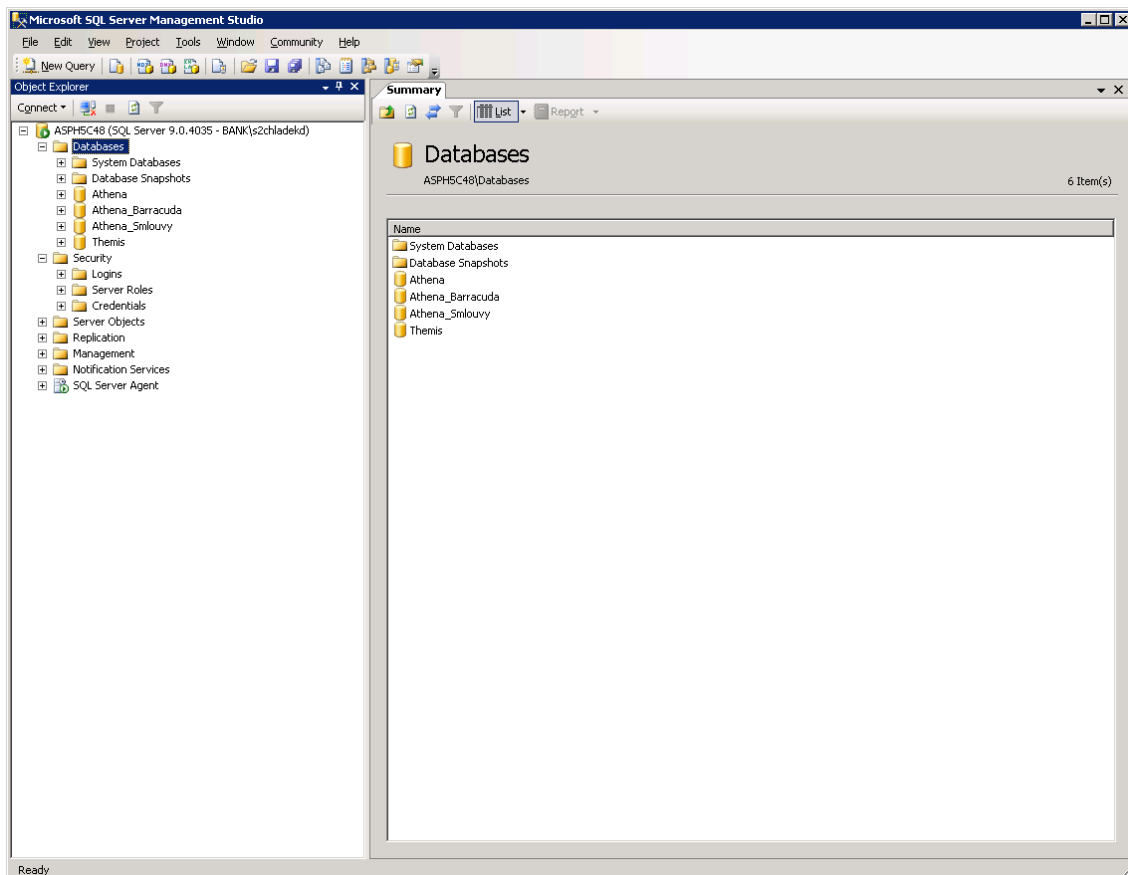 Microsoft SQL Server Management Studio
File Edit View Project Tools Window Community Help
New Query
Object Explorer
Connect
ASPH5C48 (SQL Server 9.0.4035 - BANK\s2chladekd)
Databases
System Databases
Database Snapshots
Athena
Athena_Barracuda
Athena_Smlouvy
Themis
Security
Logins
Server Roles
Credentials
Server Objects
Replication
Management
Notification Services
SQL Server Agent
Summary
List Report
Databases
ASPH5C48\Databases 6 Item(s)
Name
System Databases
Database Snapshots
Athena
Athena_Barracuda
Athena_Smlouvy
Themis
Ready